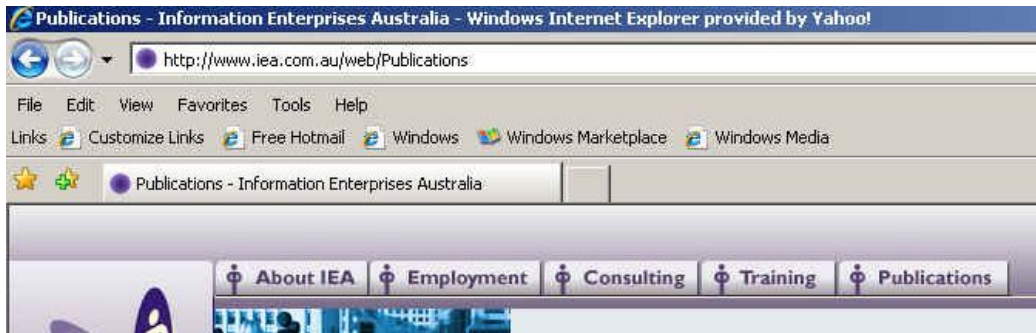 Publications - Information Enterprises Australia - Windows Internet Explorer provided by Yahoo!
http://www.iea.com.au/web/Publications
File Edit View Favorites Tools Help
Links Customize Links Free Hotmail Windows Windows Marketplace Windows Media
Publications - Information Enterprises Australia
About IEA Employment Consulting Training Publications